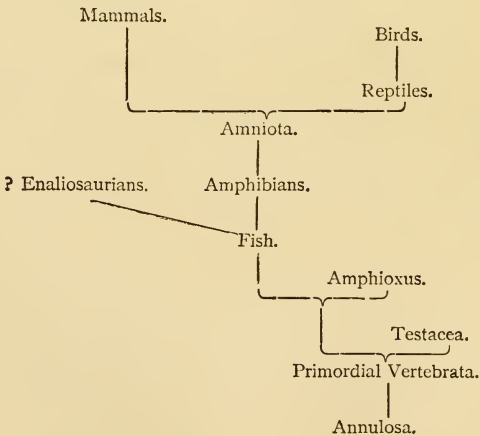 Mammals.
Birds.
Reptiles.
Amniota.
? Enaliosaurians.
Amphibians.
Fish.
Amphioxus.
Testacea.
Primordial Vertebrata.
Annulosa.